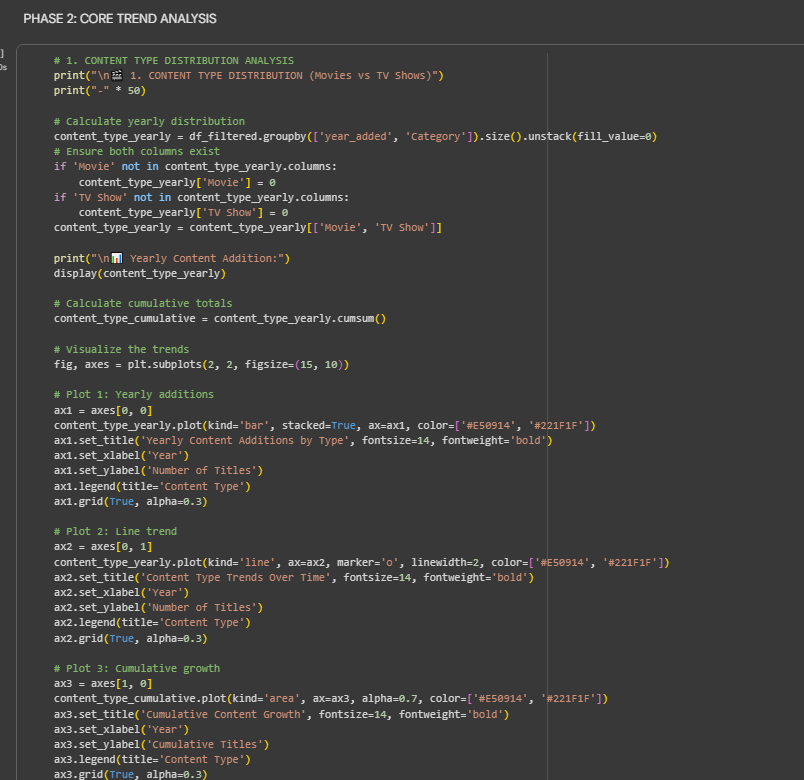 PHASE 2: CORE TREND ANALYSIS
]
0s
# 1. CONTENT TYPE DISTRIBUTION ANALYSIS
print("\n🎬 1. CONTENT TYPE DISTRIBUTION (Movies vs TV Shows)")
print("-" * 50)
# Calculate yearly distribution
content_type_yearly = df_filtered.groupby(['year_added', 'Category']).size().unstack(fill_value=0)
# Ensure both columns exist
if 'Movie' not in content_type_yearly.columns:
    content_type_yearly['Movie'] = 0
if 'TV Show' not in content_type_yearly.columns:
    content_type_yearly['TV Show'] = 0
content_type_yearly = content_type_yearly[['Movie', 'TV Show']]
print("\n📊 Yearly Content Addition:")
display(content_type_yearly)
# Calculate cumulative totals
content_type_cumulative = content_type_yearly.cumsum()
# Visualize the trends
fig, axes = plt.subplots(2, 2, figsize=(15, 10))
# Plot 1: Yearly additions
ax1 = axes[0, 0]
content_type_yearly.plot(kind='bar', stacked=True, ax=ax1, color=['#E50914', '#221F1F'])
ax1.set_title('Yearly Content Additions by Type', fontsize=14, fontweight='bold')
ax1.set_xlabel('Year')
ax1.set_ylabel('Number of Titles')
ax1.legend(title='Content Type')
ax1.grid(True, alpha=0.3)
# Plot 2: Line trend
ax2 = axes[0, 1]
content_type_yearly.plot(kind='line', ax=ax2, marker='o', linewidth=2, color=['#E50914', '#221F1F'])
ax2.set_title('Content Type Trends Over Time', fontsize=14, fontweight='bold')
ax2.set_xlabel('Year')
ax2.set_ylabel('Number of Titles')
ax2.legend(title='Content Type')
ax2.grid(True, alpha=0.3)
# Plot 3: Cumulative growth
ax3 = axes[1, 0]
content_type_cumulative.plot(kind='area', ax=ax3, alpha=0.7, color=['#E50914', '#221F1F'])
ax3.set_title('Cumulative Content Growth', fontsize=14, fontweight='bold')
ax3.set_xlabel('Year')
ax3.set_ylabel('Cumulative Titles')
ax3.legend(title='Content Type')
ax3.grid(True, alpha=0.3)